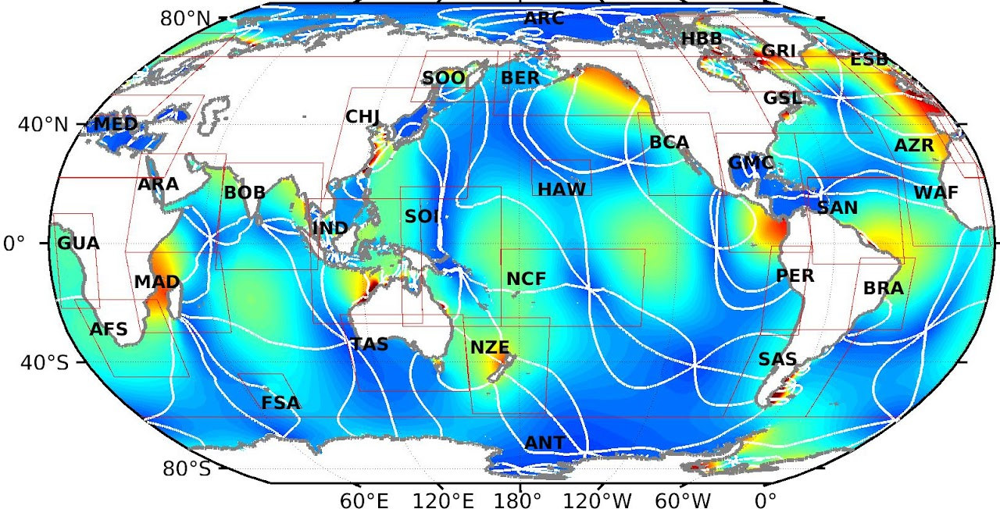 80°N
ARC
HBB
GRI
ESB
SOO
BER
GSL
CHJ
40°N
MED
BCA
AZR
GMC
ARA
BOB
HAW
WAF
SAN
IND
SOI
0°
GUA
MAD
NCF
PER
BRA
AFS
TAS
NZE
40°S
SAS
FSA
ANT
80°S
60°E 120°E 180° 120°W 60°W 0°